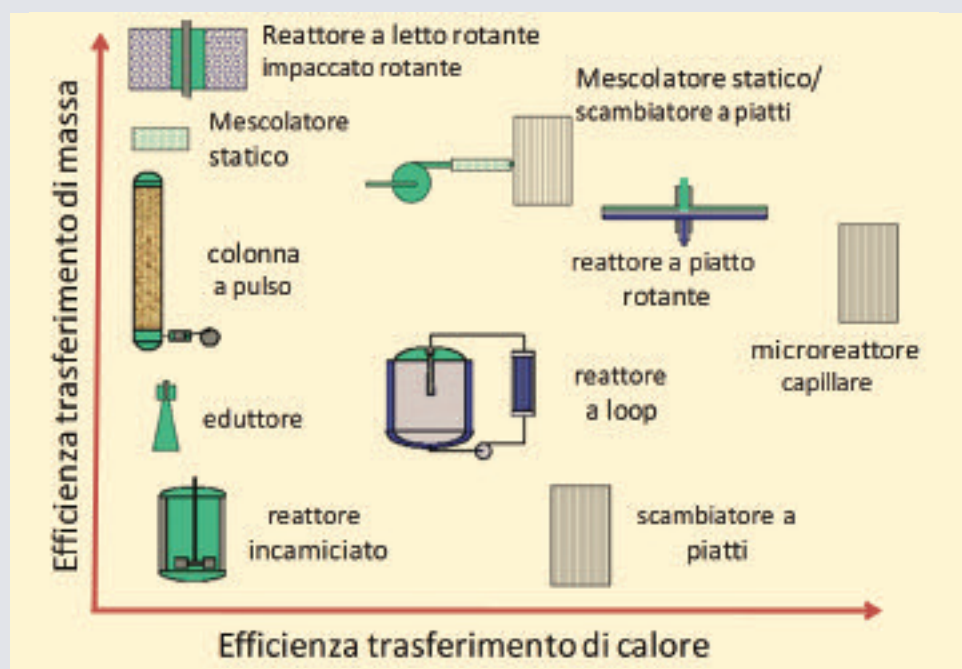 Efficienza trasferimento di massa
Reattore a letto rotante
impaccato rotante
Mescolatore statico/
scambiatore a piatti
Mescolatore
statico
colonna
a pulso
reattore a piatto
rotante
microreattore
capillare
reattore
a loop
eduttore
reattore
incamiciato
scambiatore a
piatti
Efficienza trasferimento di calore